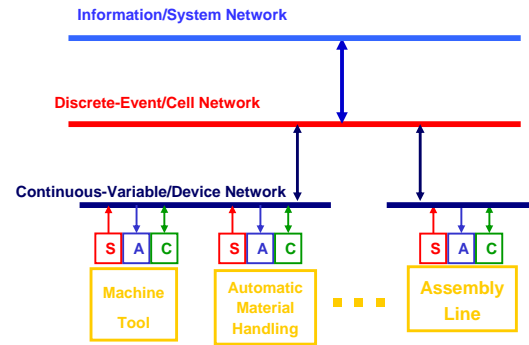 Information/System Network
Discrete-Event/Cell Network
Continuous-Variable/Device Network
S A C S A C S A C
Machine
Tool
Automatic
Material
Handling
Assembly
Line